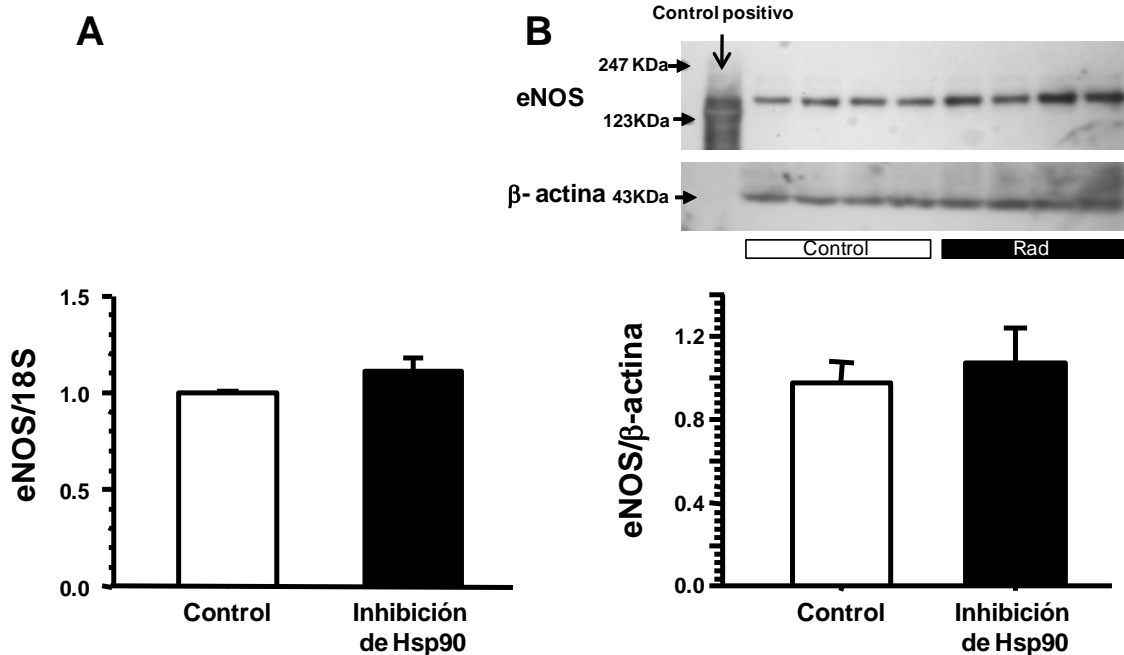 A
B
Control positivo
247 KDa
eNOS
123KDa
β- actina 43KDa
Control
Rad
eNOS/18S
1.5
1.0
0.5
0.0
Control
Inhibición
de Hsp90
eNOS/β-actina
1.2
0.8
0.4
0.0
Control
Inhibición
de Hsp90